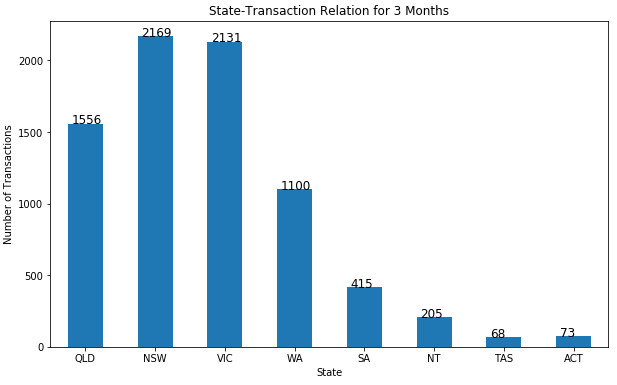 State-Transaction Relation for 3 Months
Number of Transactions
2000
1500
1000
500
0
1556
2169
2131
1100
415
205
68
73
QLD
NSW
VIC
WA
SA
NT
TAS
ACT
State